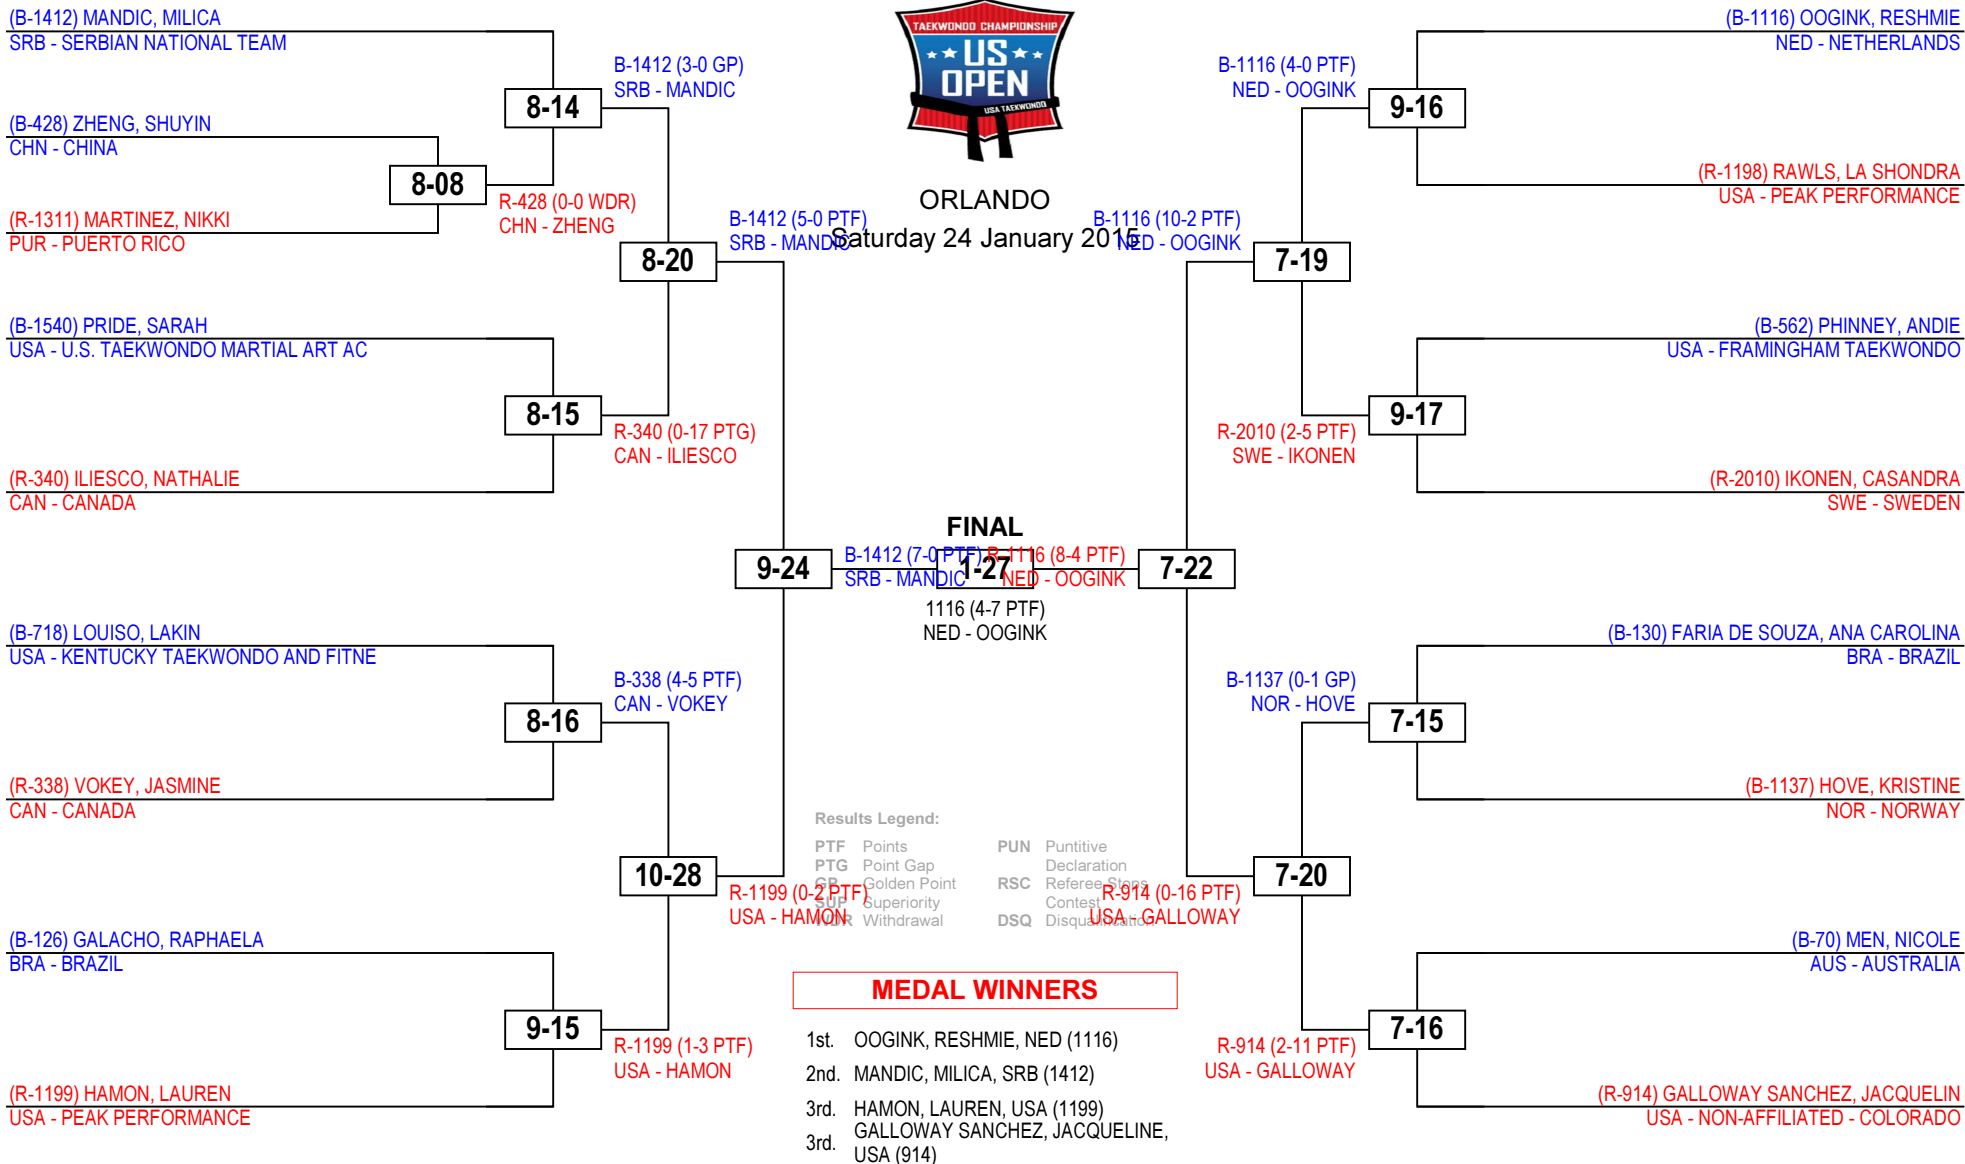 TAEKWONDO CHAMPIONSHIP
US
OPEN
USA TAEKWONDO
ORLANDO
Saturday 24 January 2015
(B-1412) MANDIC, MILICA
SRB - SERBIAN NATIONAL TEAM
(B-428) ZHENG, SHUYIN
CHN - CHINA
(R-1311) MARTINEZ, NIKKI
PUR - PUERTO RICO
(B-1540) PRIDE, SARAH
USA - U.S. TAEKWONDO MARTIAL ART AC
(R-340) ILIESCO, NATHALIE
CAN - CANADA
(B-718) LOUISO, LAKIN
USA - KENTUCKY TAEKWONDO AND FITNE
(R-338) VOKEY, JASMINE
CAN - CANADA
(B-126) GALACHO, RAPHAELA
BRA - BRAZIL
(R-1199) HAMON, LAUREN
USA - PEAK PERFORMANCE
8-08
R-428 (0-0 WDR)
CHN - ZHENG
8-14
B-1412 (3-0 GP)
SRB - MANDIC
8-15
R-340 (0-17 PTG)
CAN - ILIESCO
8-16
B-338 (4-5 PTF)
CAN - VOKEY
9-15
R-1199 (1-3 PTF)
USA - HAMON
8-20
B-1412 (5-0 PTF)
SRB - MANDIC
10-28
R-1199 (0-2 PTF)
USA - HAMON
9-24
B-1412 (7-0 PTF)
SRB - MANDIC
FINAL
1-27
1116 (4-7 PTF)
NED - OOGINK
R-1116 (8-4 PTF)
NED - OOGINK
7-22
B-1116 (10-2 PTF)
NED - OOGINK
7-19
R-914 (0-16 PTF)
USA - GALLOWAY
7-20
B-1116 (4-0 PTF)
NED - OOGINK
9-16
R-2010 (2-5 PTF)
SWE - IKONEN
9-17
B-1137 (0-1 GP)
NOR - HOVE
7-15
R-914 (2-11 PTF)
USA - GALLOWAY
7-16
(B-1116) OOGINK, RESHMIE
NED - NETHERLANDS
(R-1198) RAWLS, LA SHONDRA
USA - PEAK PERFORMANCE
(B-562) PHINNEY, ANDIE
USA - FRAMINGHAM TAEKWONDO
(R-2010) IKONEN, CASANDRA
SWE - SWEDEN
(B-130) FARIA DE SOUZA, ANA CAROLINA
BRA - BRAZIL
(B-1137) HOVE, KRISTINE
NOR - NORWAY
(B-70) MEN, NICOLE
AUS - AUSTRALIA
(R-914) GALLOWAY SANCHEZ, JACQUELIN
USA - NON-AFFILIATED - COLORADO
Results Legend:
PTF Points
PTG Point Gap
GP Golden Point
SUP Superiority
WDR Withdrawal
PUN Puntitive
Declaration
RSC Referee Stops
Contest
DSQ Disqualification
MEDAL WINNERS
1st. OOGINK, RESHMIE, NED (1116)
2nd. MANDIC, MILICA, SRB (1412)
3rd. HAMON, LAUREN, USA (1199)
3rd. GALLOWAY SANCHEZ, JACQUELINE,
USA (914)